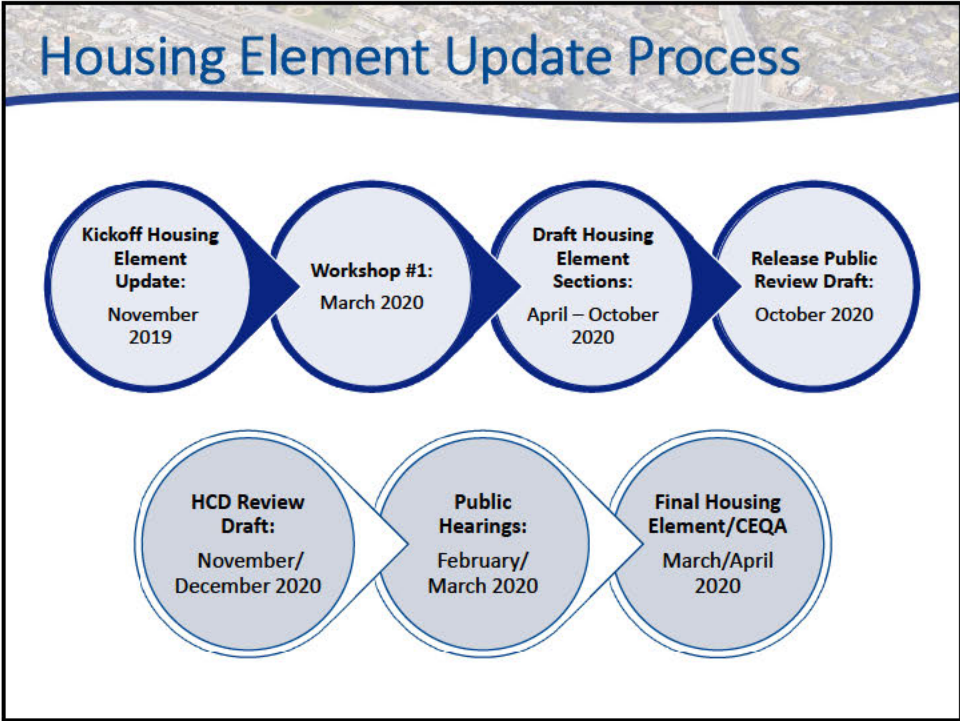 Housing Element Update Process
Kickoff Housing
Element
Update:
November
2019
Workshop #1:
March 2020
Draft Housing
Element
Sections:
April – October
2020
Release Public
Review Draft:
October 2020
HCD Review
Draft:
November/
December 2020
Public
Hearings:
February/
March 2020
Final Housing
Element/CEQA
March/April
2020